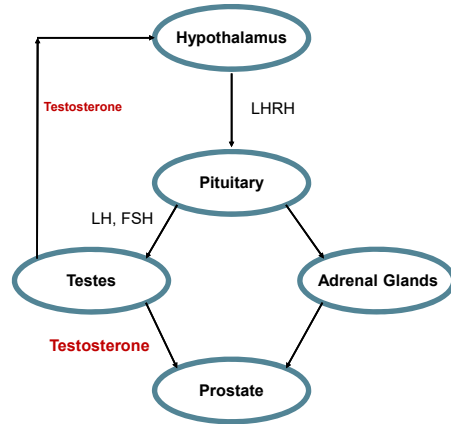 Hypothalamus
Testosterone
LHRH
Pituitary
LH, FSH
Testes
Adrenal Glands
Testosterone
Prostate